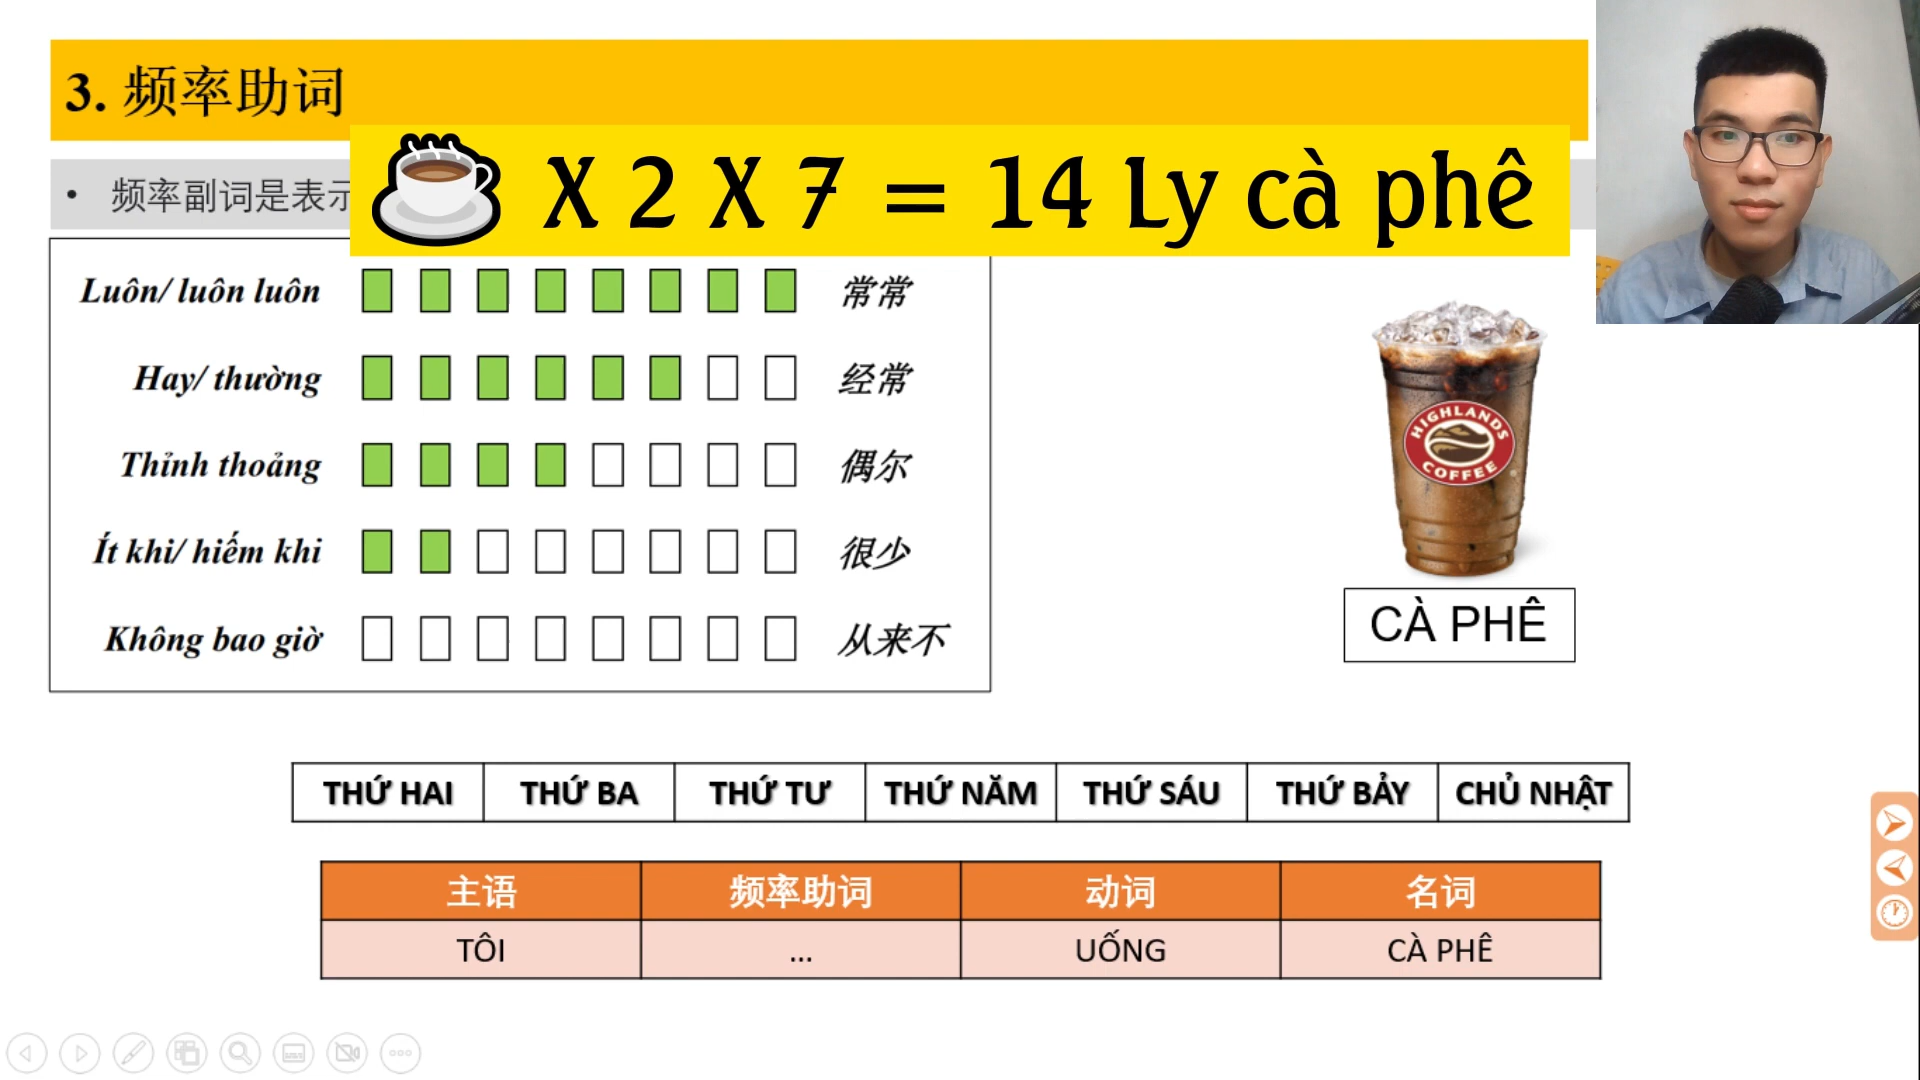 3. 频率助词
X 2 X 7 = 14 Ly cà phê
• 频率副词是表示
Luôn/ luôn luôn 常常
Hay/ thường 经常
Thỉnh thoảng 偶尔
Ít khi/ hiếm khi 很少
Không bao giờ 从来不
HIGHLANDS
COFFEE
CÀ PHÊ
THỨ HAI THỨ BA THỨ TƯ THỨ NĂM THỨ SÁU THỨ BẢY CHỦ NHẬT
主语 频率助词 动词 名词
TÔI ... UỐNG CÀ PHÊ